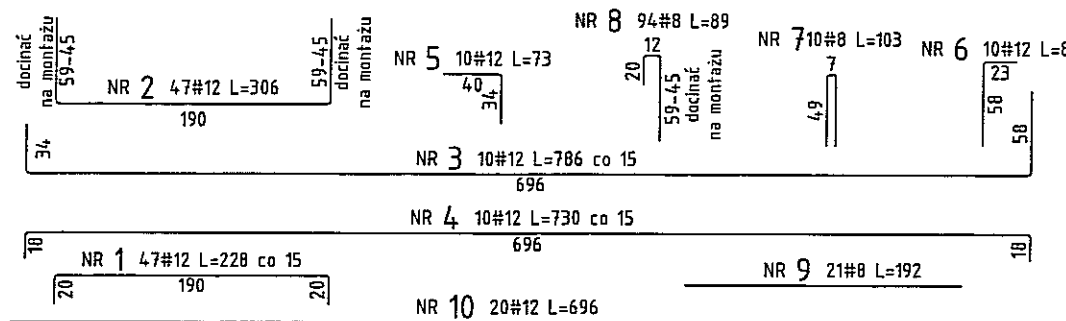 docinać
na montażu
59-45
NR 2 47#12 L=306
190
59-45
docinać
na montażu
NR 5 10#12 L=73
40
34
NR 8 94#8 L=89
12
20
59-45
docinać
na montażu
NR 7 10#8 L=103
7
49
NR 6 10#12 L=8
23
58
34
NR 3 10#12 L=786 co 15
696
58
NR 4 10#12 L=730 co 15
18
696
18
NR 1 47#12 L=228 co 15
20
190
20
NR 9 21#8 L=192
NR 10 20#12 L=696